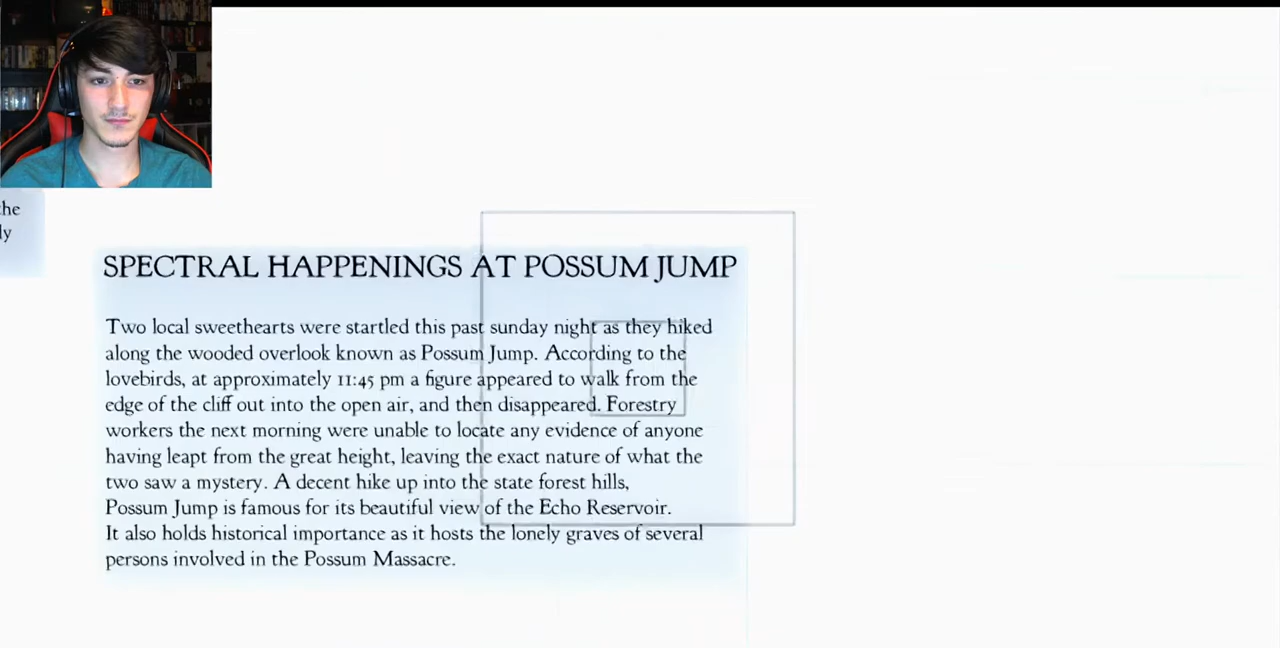 the
ly
SPECTRAL HAPPENINGS AT POSSUM JUMP
Two local sweethearts were startled this past sunday night as they hiked
along the wooded overlook known as Possum Jump. According to the
lovebirds, at approximately 11:45 pm a figure appeared to walk from the
edge of the cliff out into the open air, and then disappeared. Forestry
workers the next morning were unable to locate any evidence of anyone
having leapt from the great height, leaving the exact nature of what the
two saw a mystery. A decent hike up into the state forest hills,
Possum Jump is famous for its beautiful view of the Echo Reservoir.
It also holds historical importance as it hosts the lonely graves of several
persons involved in the Possum Massacre.